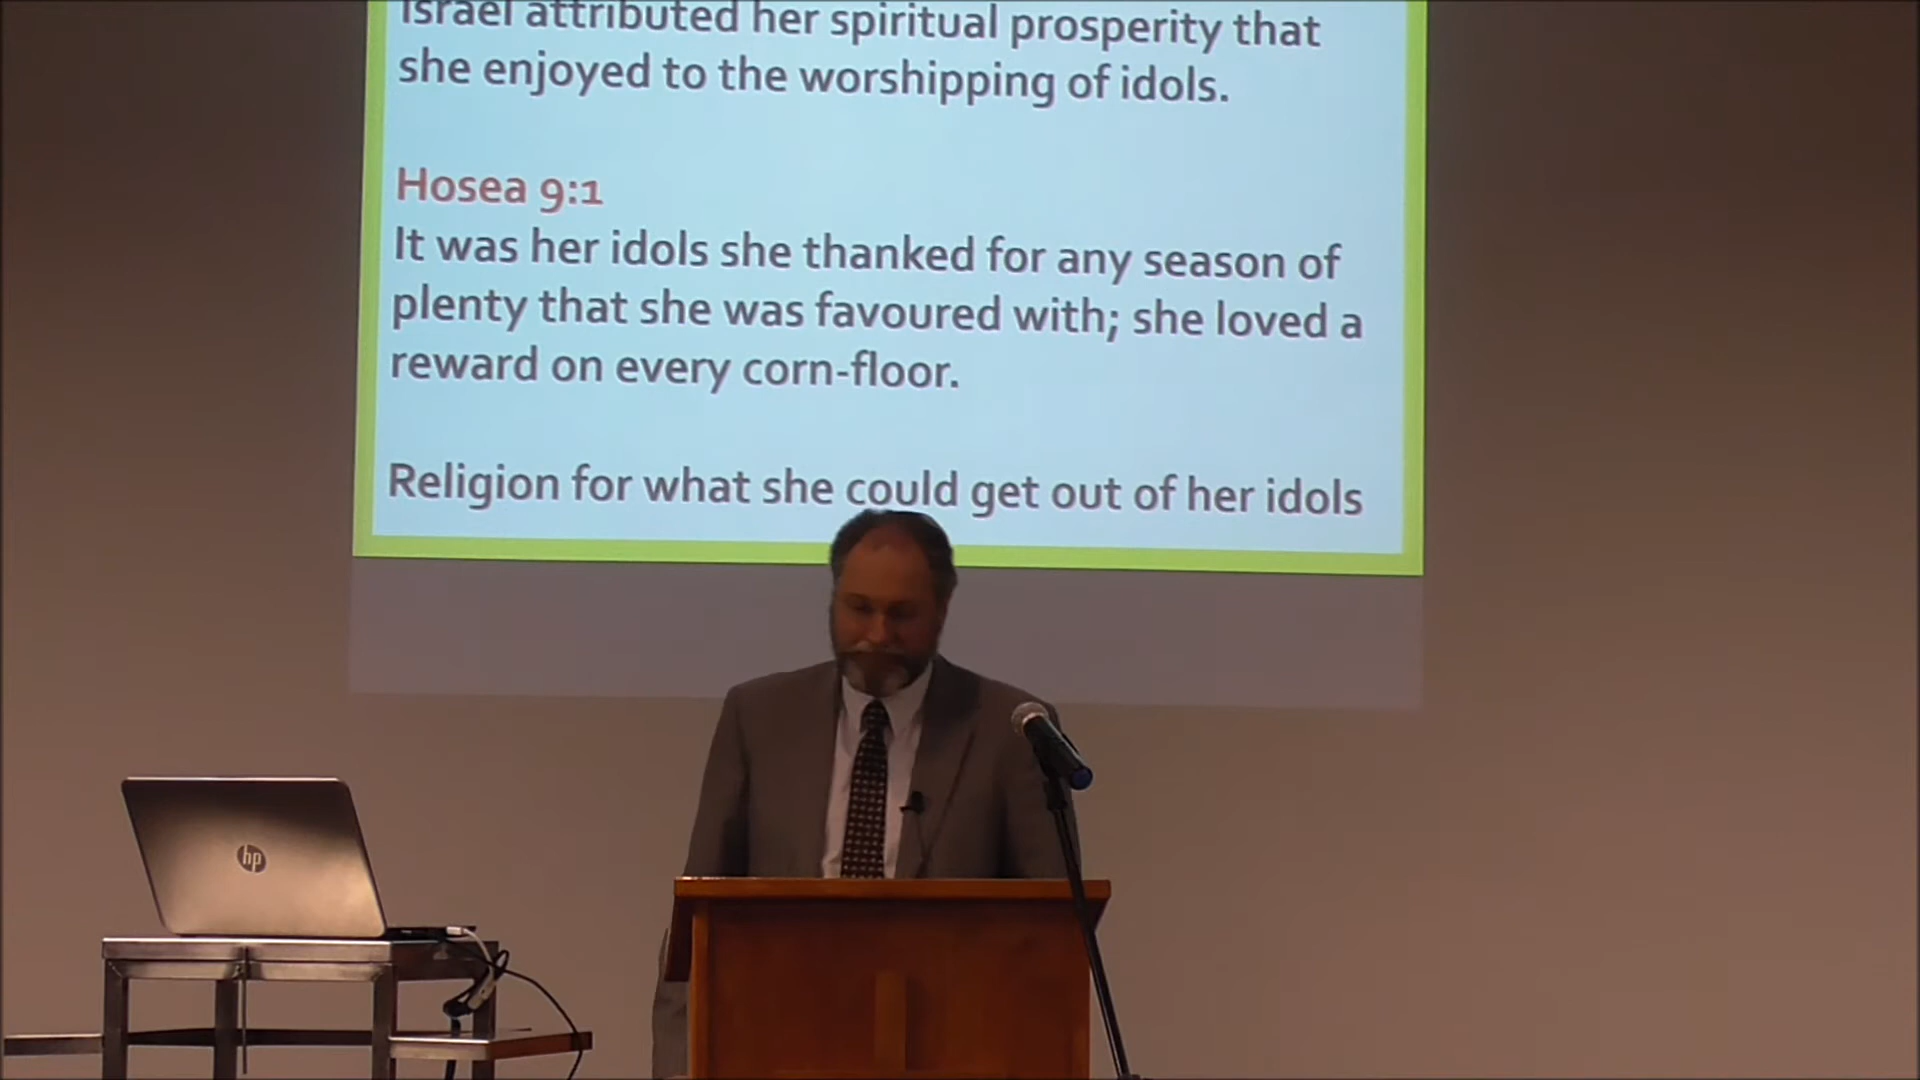 Israel attributed her spiritual prosperity that
she enjoyed to the worshipping of idols.
Hosea 9:1
It was her idols she thanked for any season of
plenty that she was favoured with; she loved a
reward on every corn-floor.
Religion for what she could get out of her idols
hp